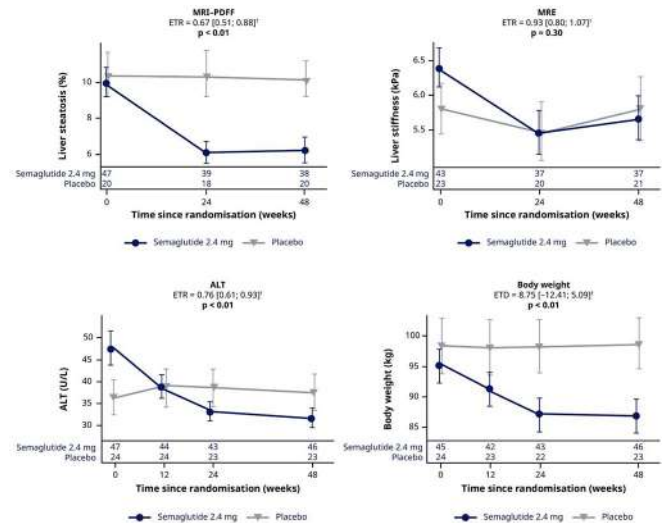 MRI–PDFF
ETR = 0.67 [0.51; 0.88]†
p < 0.01
Liver steatosis (%)
10
8
6
Semaglutide 2.4 mg 47 39 38
Placebo 20 18 20
0 24 48
Time since randomisation (weeks)
Semaglutide 2.4 mg Placebo
MRE
ETR = 0.93 [0.80; 1.07]†
p = 0.30
Liver stiffness (kPa)
6.5
6.0
5.5
Semaglutide 2.4 mg 43 37 37
Placebo 23 20 21
0 24 48
Time since randomisation (weeks)
Semaglutide 2.4 mg Placebo
ALT
ETR = 0.76 [0.61; 0.93]†
p < 0.01
ALT (U/L)
50
45
40
35
30
Semaglutide 2.4 mg 47 44 43 46
Placebo 24 24 23 23
0 12 24 48
Time since randomisation (weeks)
Semaglutide 2.4 mg Placebo
Body weight
ETD = 8.75 [–12.41; 5.09]‡
p < 0.01
Body weight (kg)
100
95
90
85
Semaglutide 2.4 mg 45 42 43 46
Placebo 24 23 22 23
0 12 24 48
Time since randomisation (weeks)
Semaglutide 2.4 mg Placebo